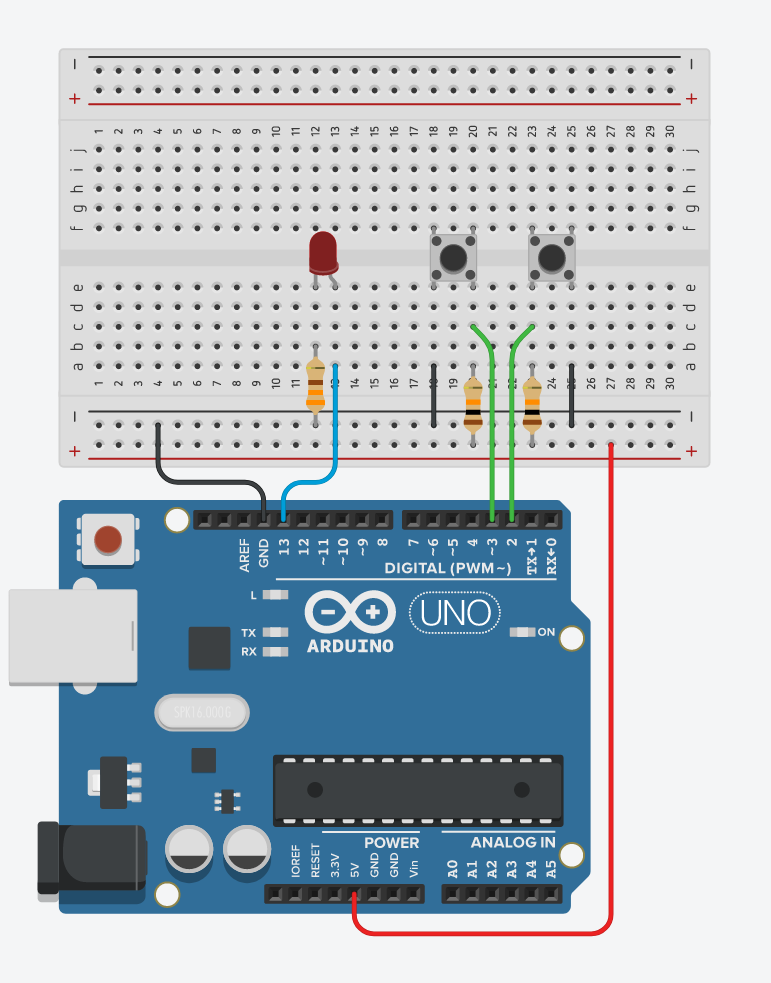 − −
+ +
1 2 3 4 5 6 7 8 9 10 11 12 13 14 15 16 17 18 19 20 21 22 23 24 25 26 27 28 29 30
j j
i i
h h
g g
f f
e e
d d
c c
b b
a a
1 2 3 4 5 6 7 8 9 10 11 13 14 15 16 17 18 19 21 22 24 25 26 27 28 29 30
− −
+ +
AREF GND 13 12 ~11 ~10 ~9 8 7 ~6 ~5 4 ~3 2 TX→1 RX←0
DIGITAL (PWM~)
L
UNO
TX ON
RX
ARDUINO
SPK16.000G
POWER ANALOG IN
IOREF RESET 3.3V 5V GND GND Vin A0 A1 A2 A3 A4 A5